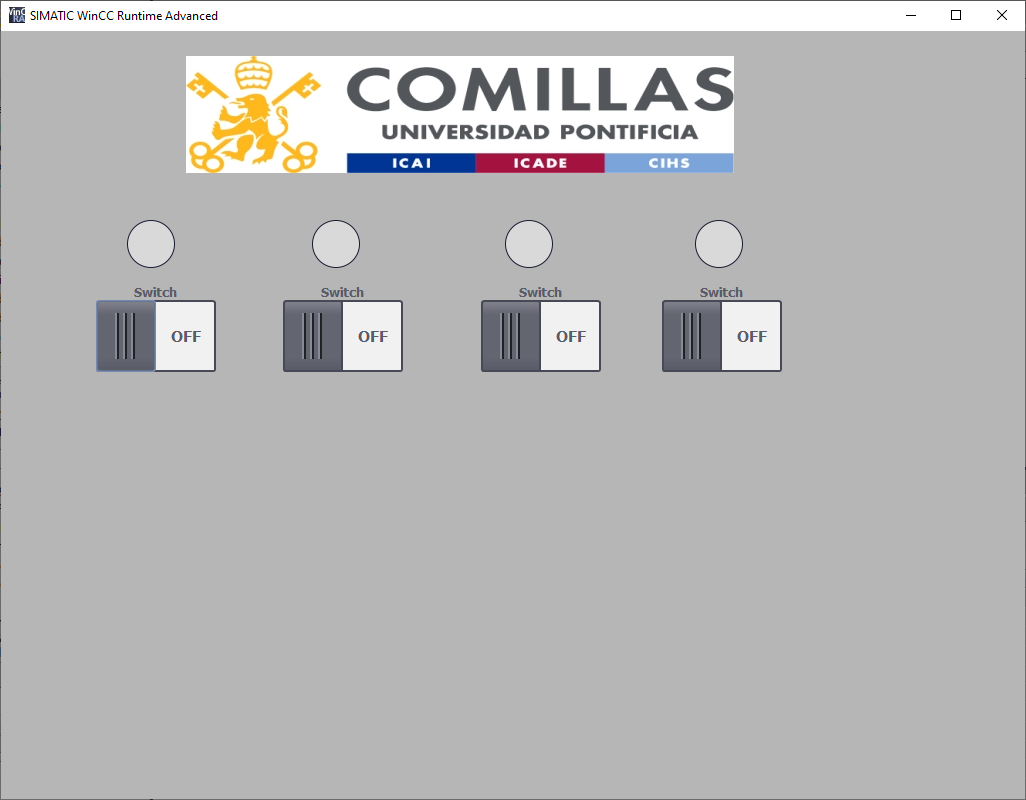 SIMATIC WinCC Runtime Advanced
COMILLAS
UNIVERSIDAD PONTIFICIA
ICAI ICADE CIHS
Switch Switch Switch Switch
OFF OFF OFF OFF